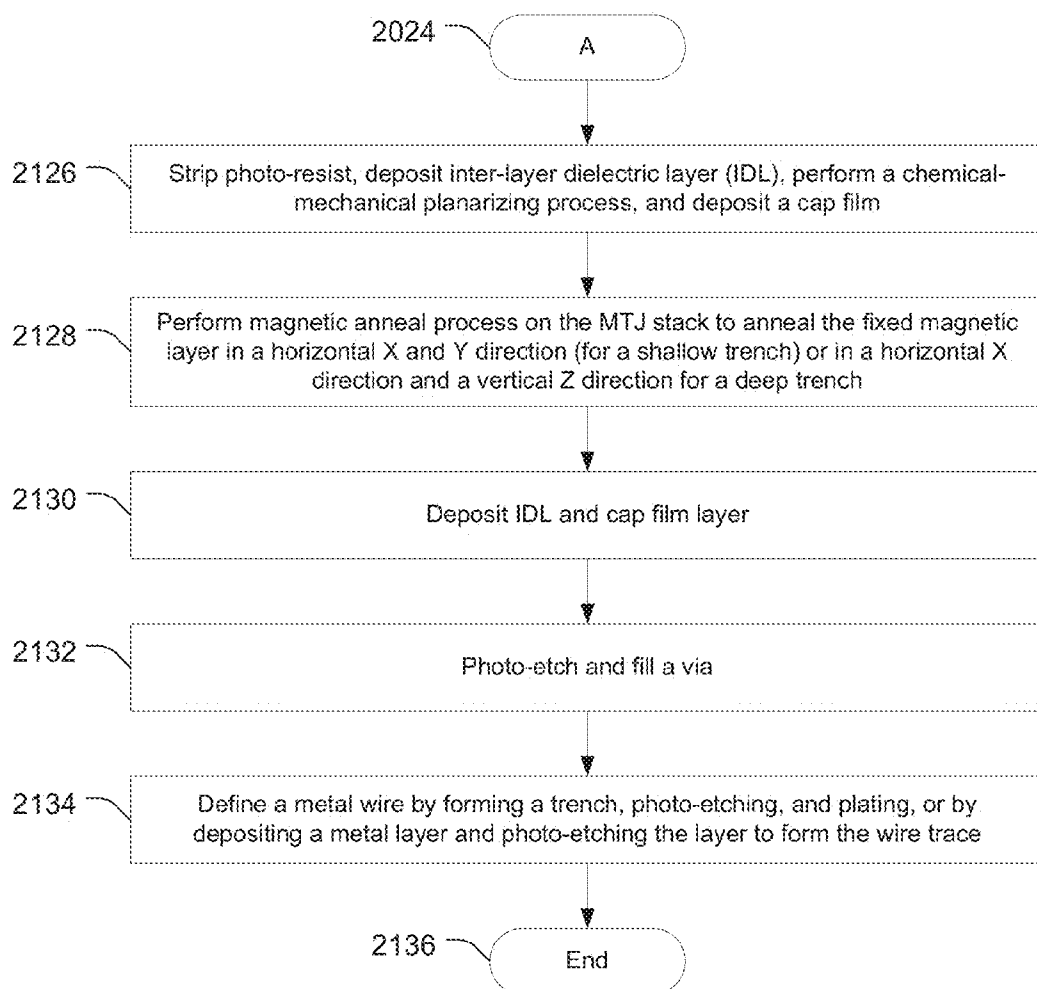 2024
A
2126
Strip photo-resist, deposit inter-layer dielectric layer (IDL), perform a chemical-
mechanical planarizing process, and deposit a cap film
2128
Perform magnetic anneal process on the MTJ stack to anneal the fixed magnetic
layer in a horizontal X and Y direction (for a shallow trench) or in a horizontal X
direction and a vertical Z direction for a deep trench
2130
Deposit IDL and cap film layer
2132
Photo-etch and fill a via
2134
Define a metal wire by forming a trench, photo-etching, and plating, or by
depositing a metal layer and photo-etching the layer to form the wire trace
2136
End